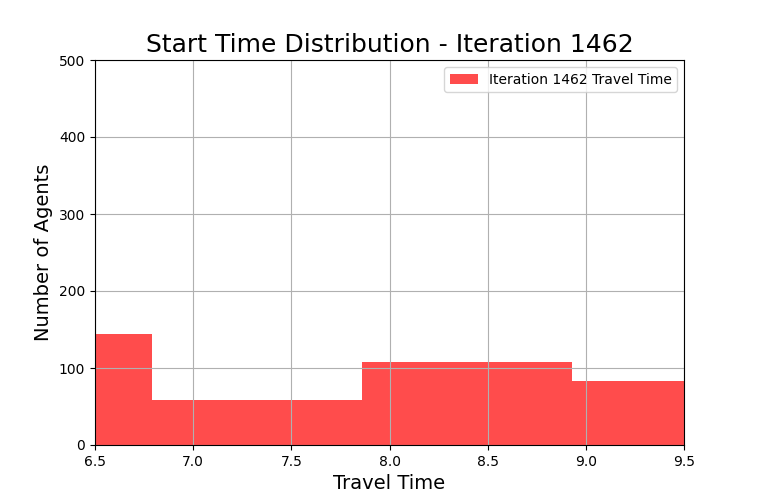 Start Time Distribution - Iteration 1462
Iteration 1462 Travel Time
Number of Agents
500
400
300
200
100
0
6.5 7.0 7.5 8.0 8.5 9.0 9.5
Travel Time